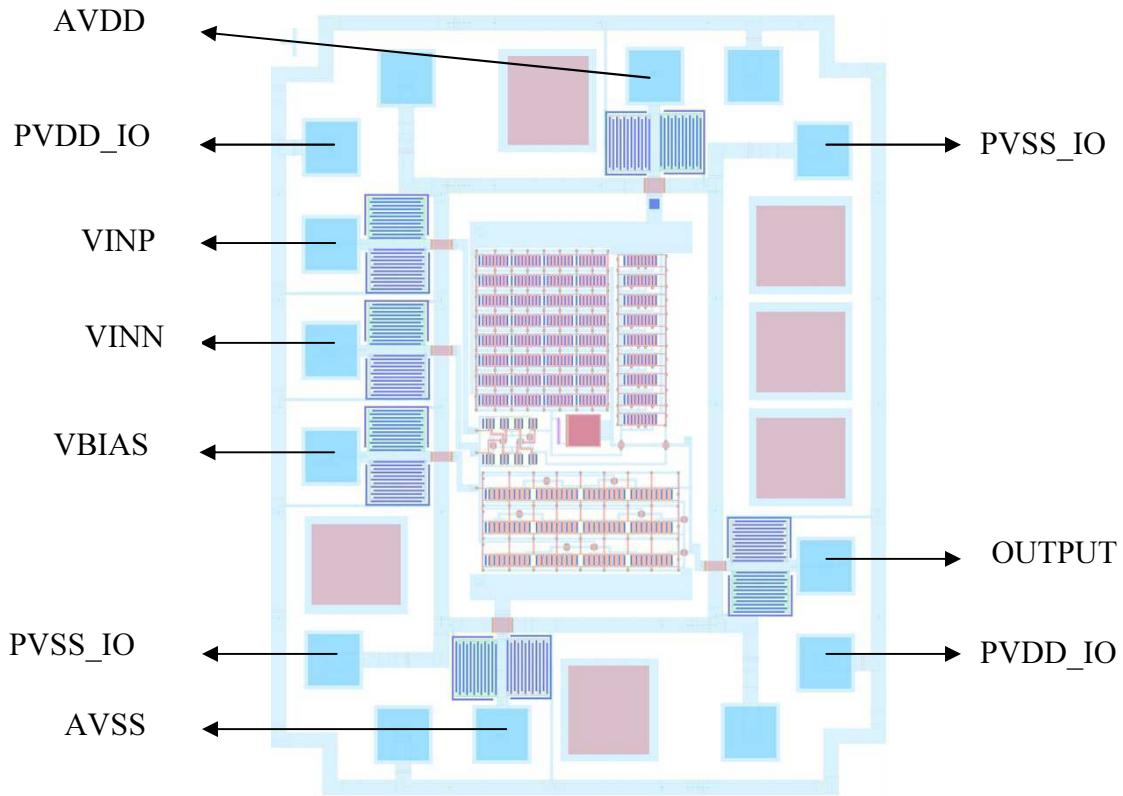 AVDD
PVDD_IO
PVSS_IO
VINP
VINN
VBIAS
OUTPUT
PVSS_IO
PVDD_IO
AVSS